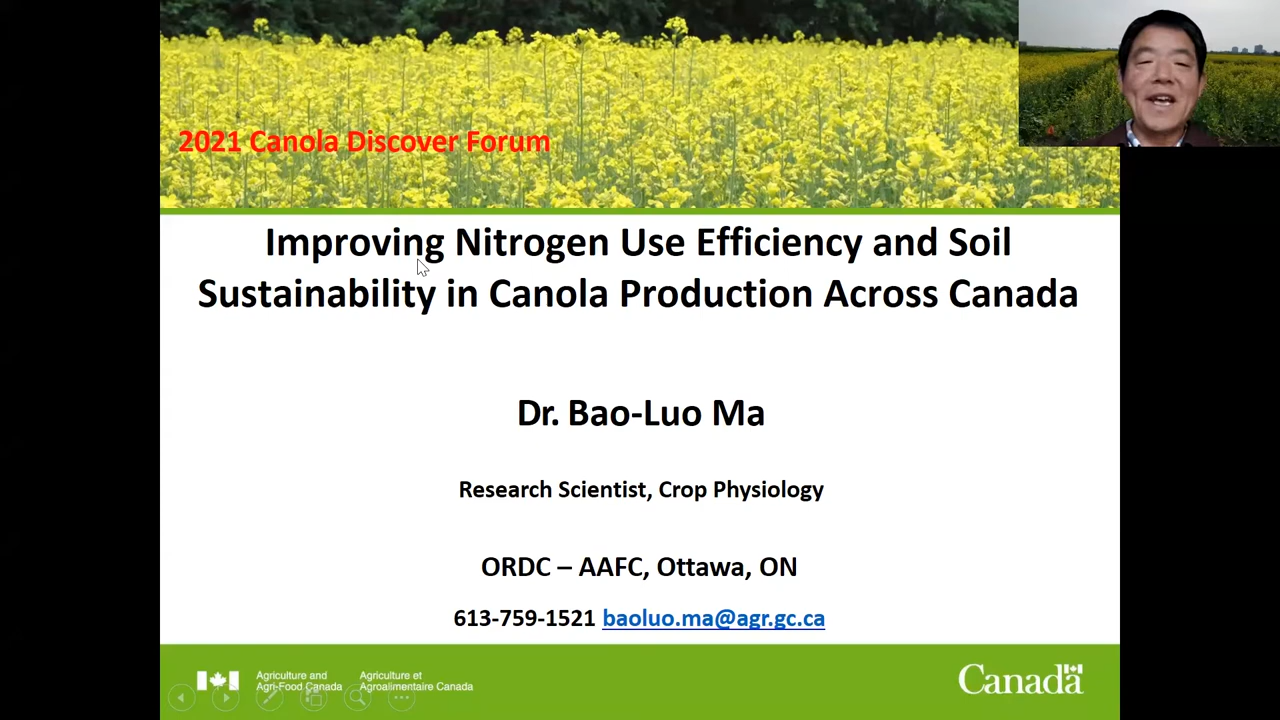 2021 Canola Discover Forum
Improving Nitrogen Use Efficiency and Soil
Sustainability in Canola Production Across Canada
Dr. Bao-Luo Ma
Research Scientist, Crop Physiology
ORDC – AAFC, Ottawa, ON
613-759-1521 baoluo.ma@agr.gc.ca
Agriculture and
Agri-Food Canada
Agriculture et
Agroalimentaire Canada
Canada